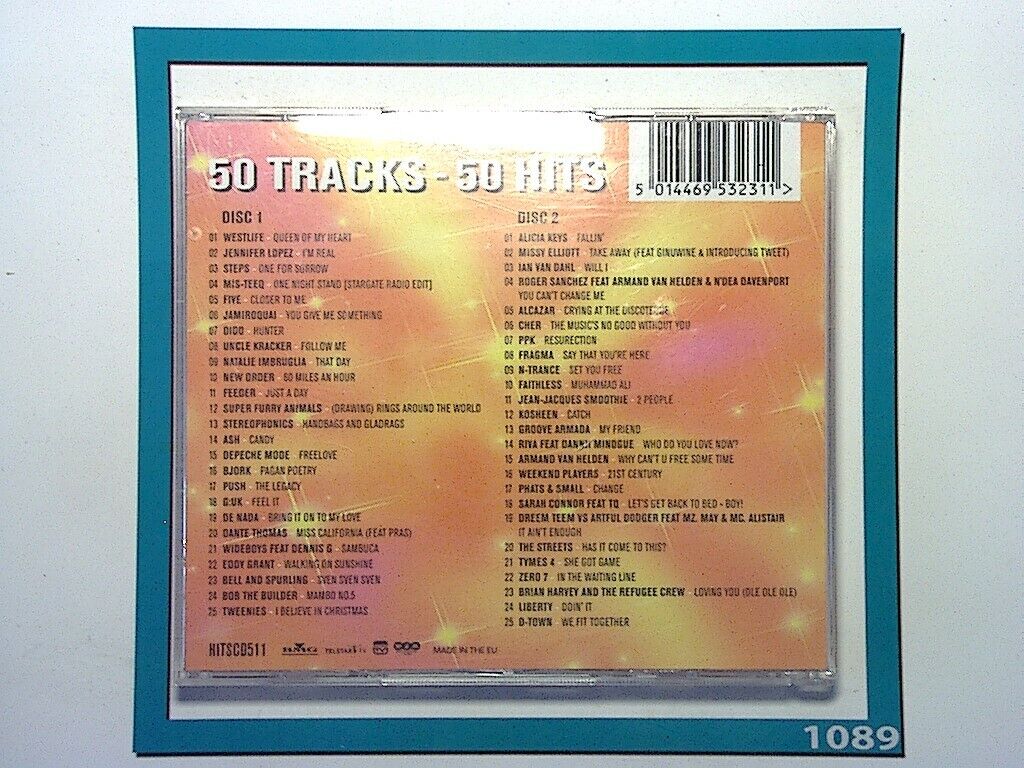 50 TRACKS - 50 HITS
5 014469 532311 >
DISC 1
01 WESTLIFE - QUEEN OF MY HEART
02 JENNIFER LOPEZ - I'M REAL
03 STEPS - ONE FOR SORROW
04 MIS-TEEQ - ONE NIGHT STAND [STARGATE RADIO EDIT]
05 FIVE - CLOSER TO ME
06 JAMIROQUAI - YOU GIVE ME SOMETHING
07 DIDO - HUNTER
08 UNCLE KRACKER - FOLLOW ME
09 NATALIE IMBRUGLIA - THAT DAY
10 NEW ORDER - 60 MILES AN HOUR
11 FEEDER - JUST A DAY
12 SUPER FURRY ANIMALS - (DRAWING) RINGS AROUND THE WORLD
13 STEREOPHONICS - HANDBAGS AND GLADRAGS
14 ASH - CANDY
15 DEPECHE MODE - FREELOVE
16 BJORK - PAGAN POETRY
17 PUSH - THE LEGACY
18 G:UK - FEEL IT
19 DE NADA - BRING IT ON TO MY LOVE
20 DANTE THOMAS - MISS CALIFORNIA (FEAT PRAS)
21 WIDEBOYS FEAT DENNIS G - SAMBUCA
22 EDDY GRANT - WALKING ON SUNSHINE
23 BELL AND SPURLING - SVEN SVEN SVEN
24 BOB THE BUILDER - MAMBO NO.5
25 TWEENIES - I BELIEVE IN CHRISTMAS
DISC 2
01 ALICIA KEYS - FALLIN'
02 MISSY ELLIOTT - TAKE AWAY (FEAT GINUWINE & INTRODUCING TWEET)
03 IAN VAN DAHL - WILL I
04 ROGER SANCHEZ FEAT ARMAND VAN HELDEN & N'DEA DAVENPORT
YOU CAN'T CHANGE ME
05 ALCAZAR - CRYING AT THE DISCOTEQUE
06 CHER - THE MUSIC'S NO GOOD WITHOUT YOU
07 PPK - RESURECTION
08 FRAGMA - SAY THAT YOU'RE HERE
09 N-TRANCE - SET YOU FREE
10 FAITHLESS - MUHAMMAD ALI
11 JEAN-JACQUES SMOOTHIE - 2 PEOPLE
12 KOSHEEN - CATCH
13 GROOVE ARMADA - MY FRIEND
14 RIVA FEAT DANNII MINOGUE - WHO DO YOU LOVE NOW?
15 ARMAND VAN HELDEN - WHY CAN'T U FREE SOME TIME
16 WEEKEND PLAYERS - 21ST CENTURY
17 PHATS & SMALL - CHANGE
18 SARAH CONNOR FEAT TQ - LET'S GET BACK TO BED - BOY!
19 DREEM TEEM VS ARTFUL DODGER FEAT MZ. MAY & MC. ALISTAIR
IT AIN'T ENOUGH
20 THE STREETS - HAS IT COME TO THIS?
21 TYMES 4 - SHE GOT GAME
22 ZERO 7 - IN THE WAITING LINE
23 BRIAN HARVEY AND THE REFUGEE CREW - LOVING YOU (OLE OLE OLE)
24 LIBERTY - DOIN' IT
25 D-TOWN - WE FIT TOGETHER
HITSCD511 BMG TELSTAR TV MADE IN THE EU
1089